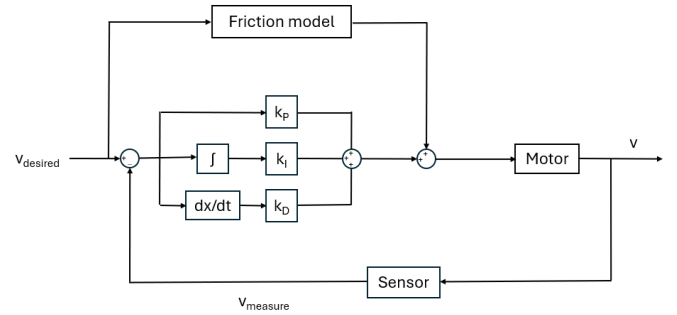 Friction model
k_P
v_desired
+
−
∫
k_I
+
+
+
+
+
Motor
v
dx/dt
k_D
Sensor
v_measure